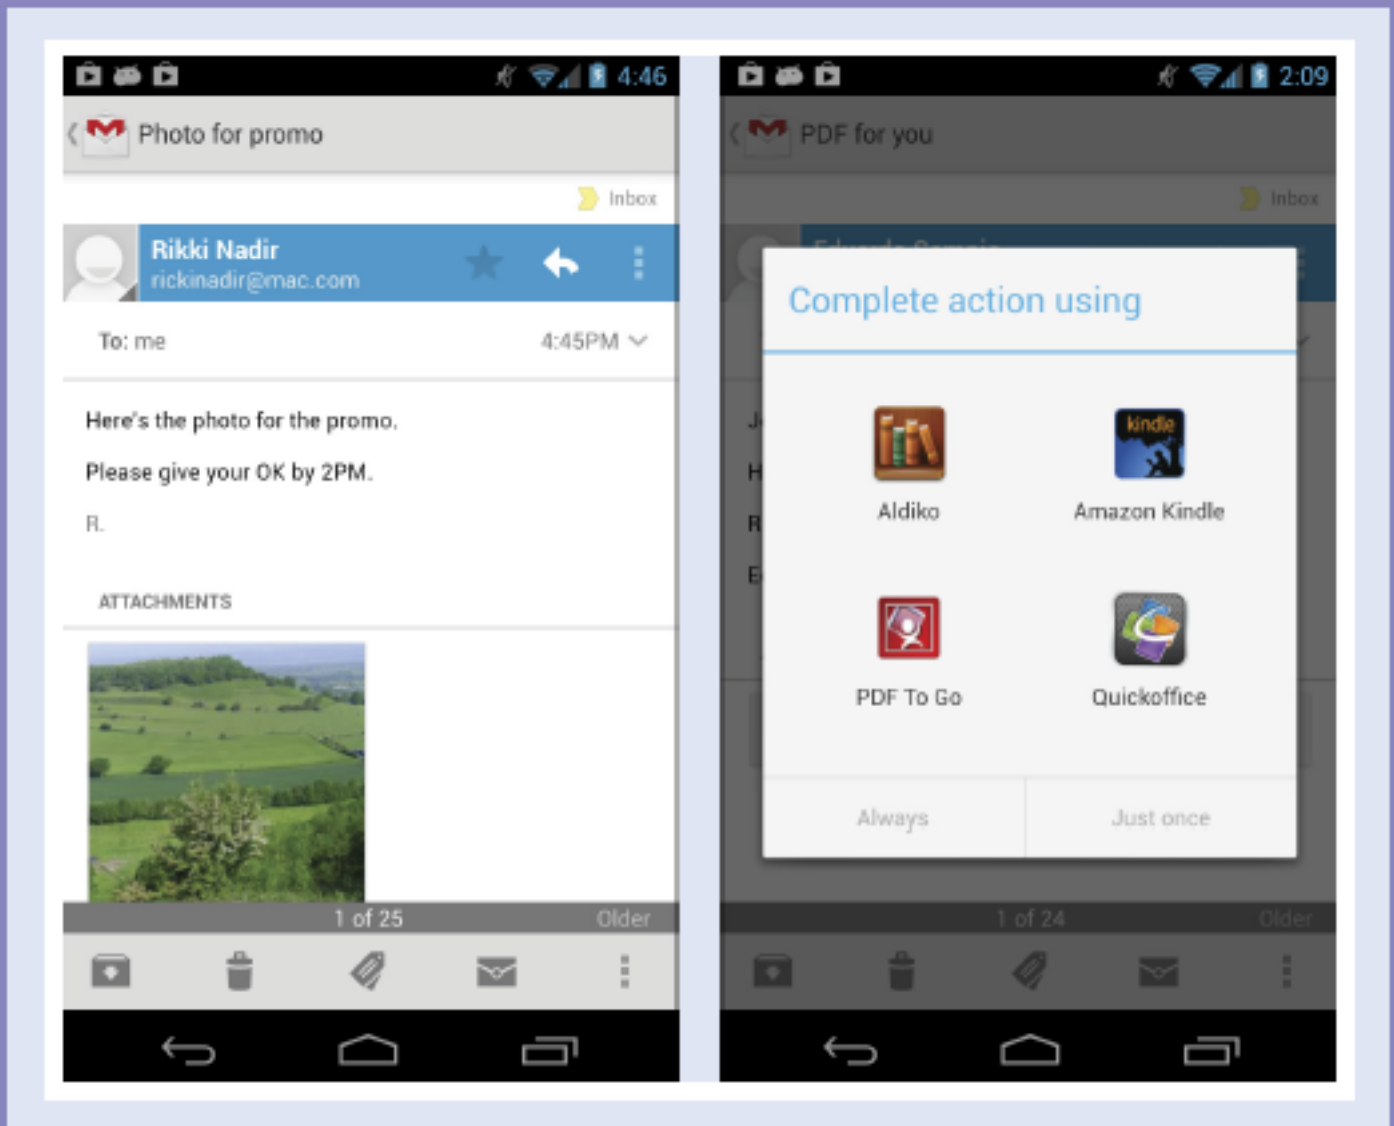 4:46
Photo for promo
Inbox
Rikki Nadir
rickinadir@mac.com
To: me
4:45PM
Here's the photo for the promo.
Please give your OK by 2PM.
R.
ATTACHMENTS
1 of 25
Older
2:09
PDF for you
Inbox
Complete action using
kindle
Aldiko
Amazon Kindle
PDF To Go
Quickoffice
Always
Just once
1 of 24
Older